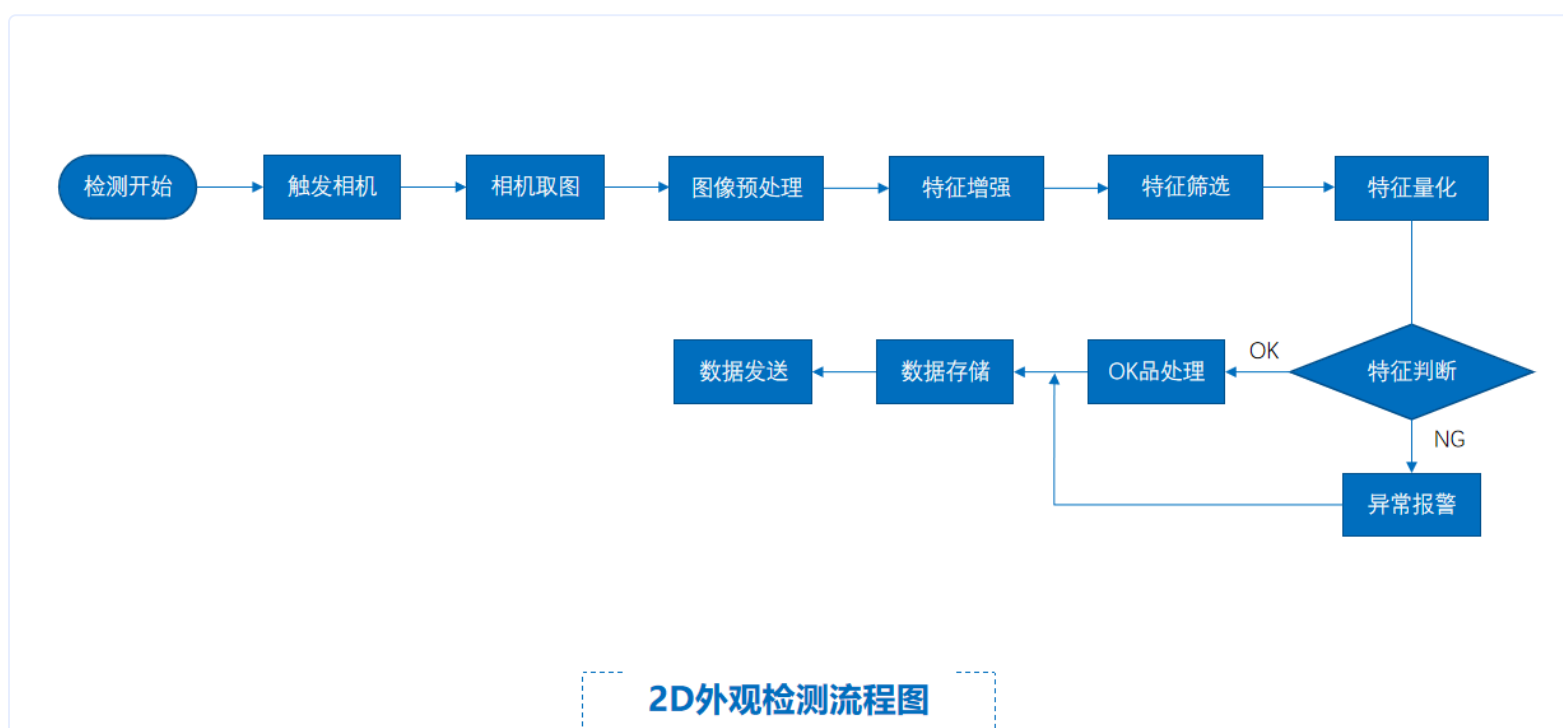 检测开始
触发相机
相机取图
图像预处理
特征增强
特征筛选
特征量化
特征判断
OK
OK品处理
数据存储
数据发送
NG
异常报警
2D外观检测流程图